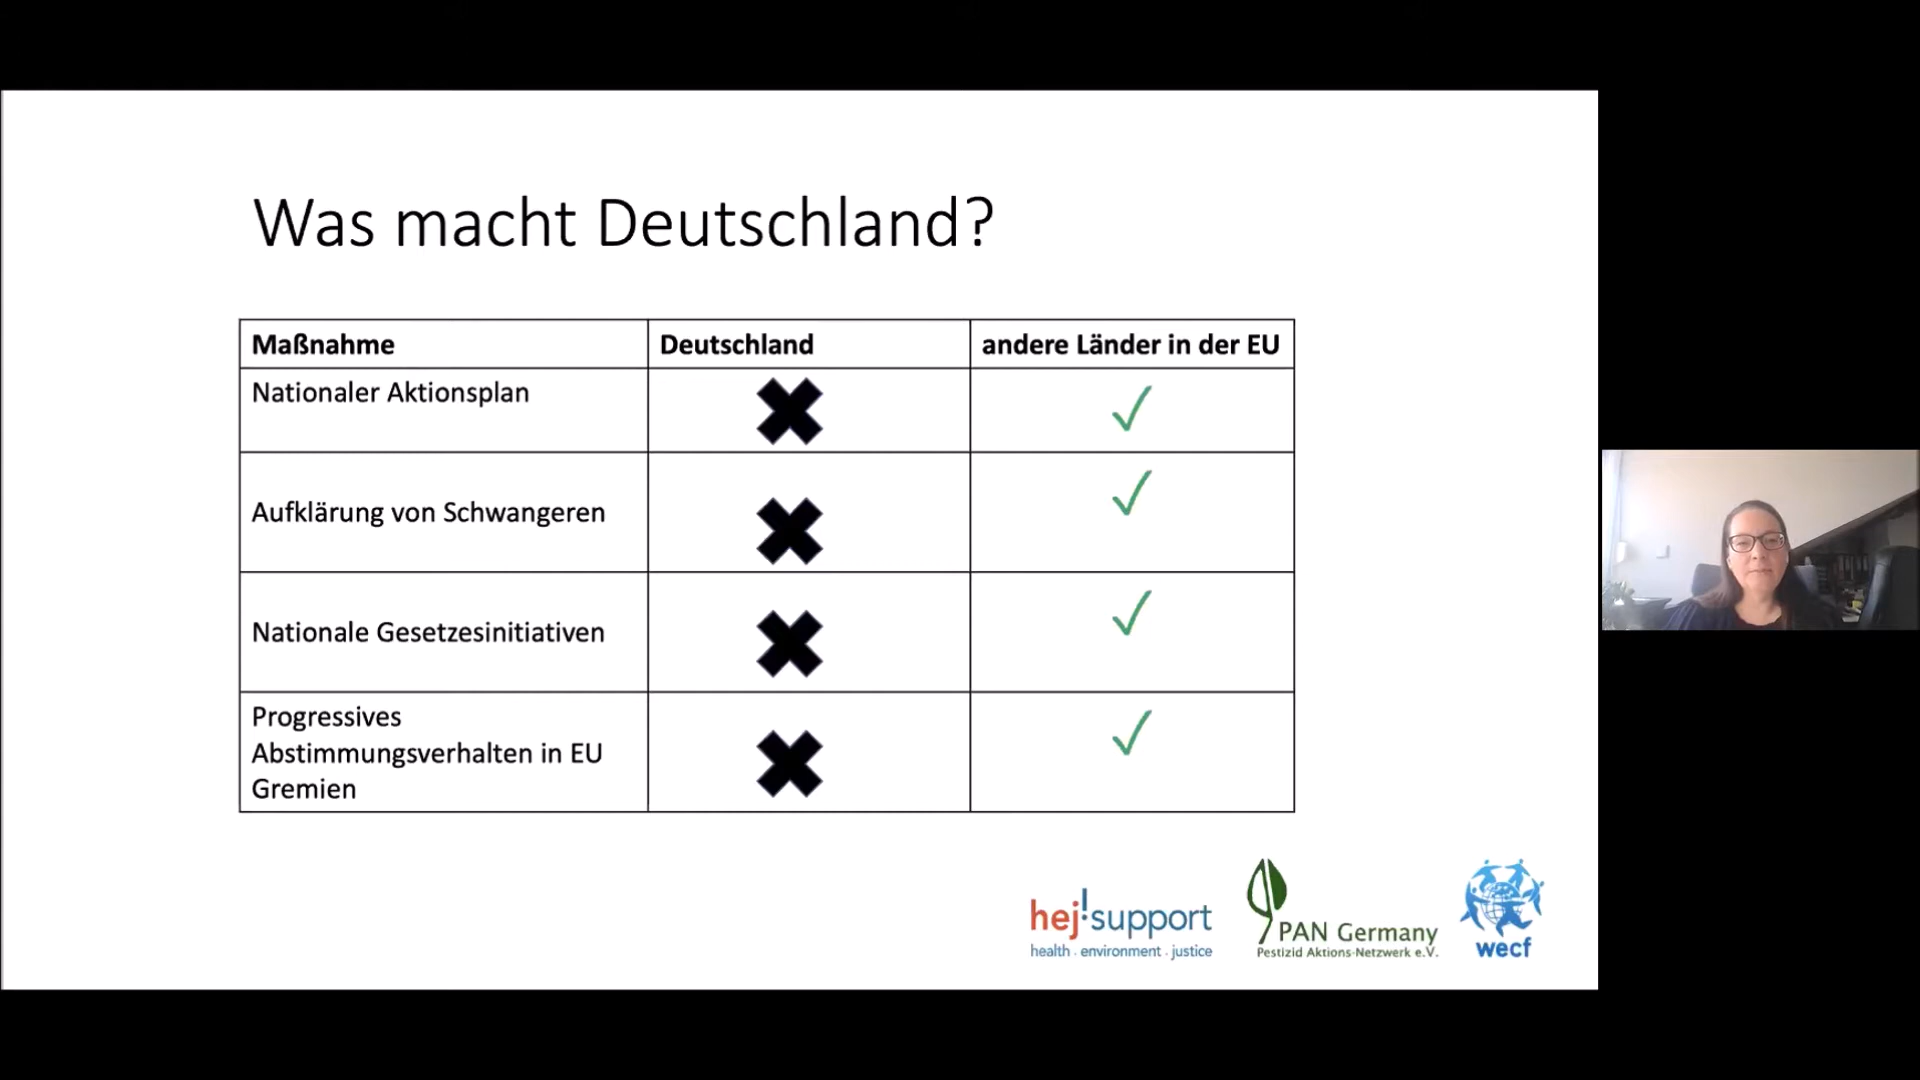 Was macht Deutschland?
Maßnahme
Deutschland
andere Länder in der EU
Nationaler Aktionsplan
Aufklärung von Schwangeren
Nationale Gesetzesinitiativen
Progressives
Abstimmungsverhalten in EU
Gremien
hej!support
health . environment . justice
PAN Germany
Pestizid Aktions-Netzwerk e.V.
wecf